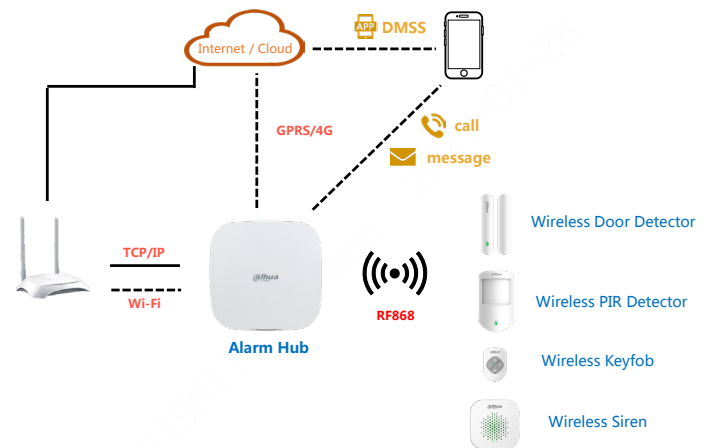 APP DMSS
Internet / Cloud
GPRS/4G
call
message
Wireless Door Detector
TCP/IP
alhua
Wi-Fi
RF868
Wireless PIR Detector
Alarm Hub
Wireless Keyfob
Wireless Siren